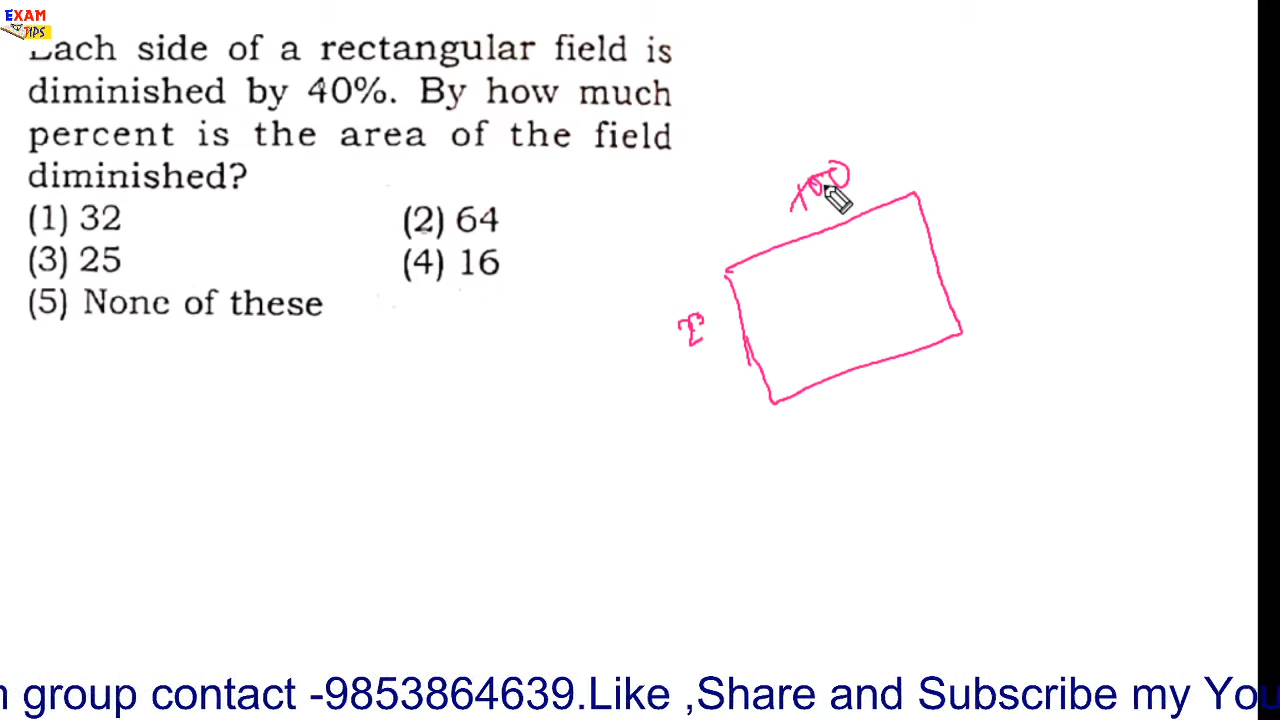 EXAM
TIPS
Each side of a rectangular field is
diminished by 40%. By how much
percent is the area of the field
diminished?
(1) 32 (2) 64
(3) 25 (4) 16
(5) None of these
100
group contact -9853864639.Like ,Share and Subscribe my You